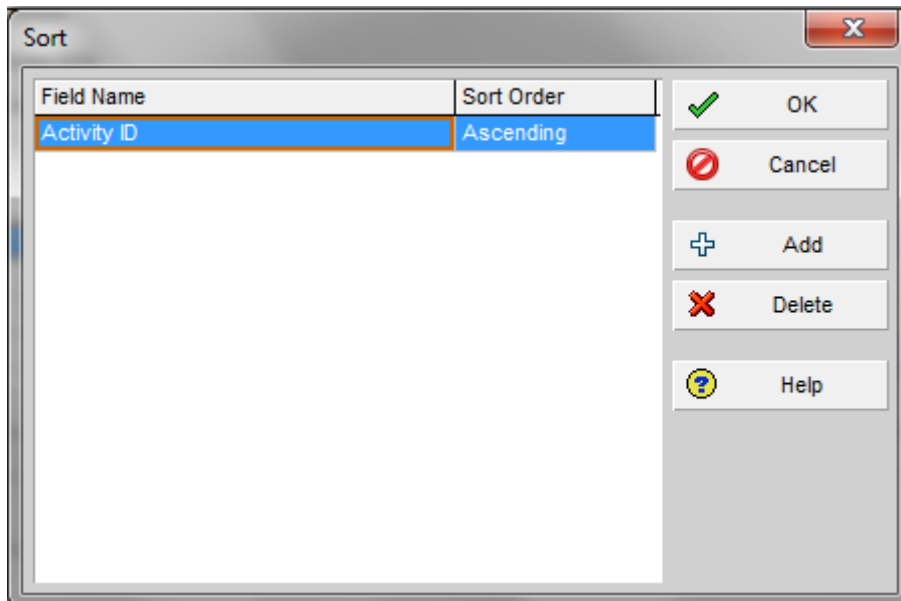 Sort
Field Name Sort Order
Activity ID Ascending
OK
Cancel
Add
Delete
Help